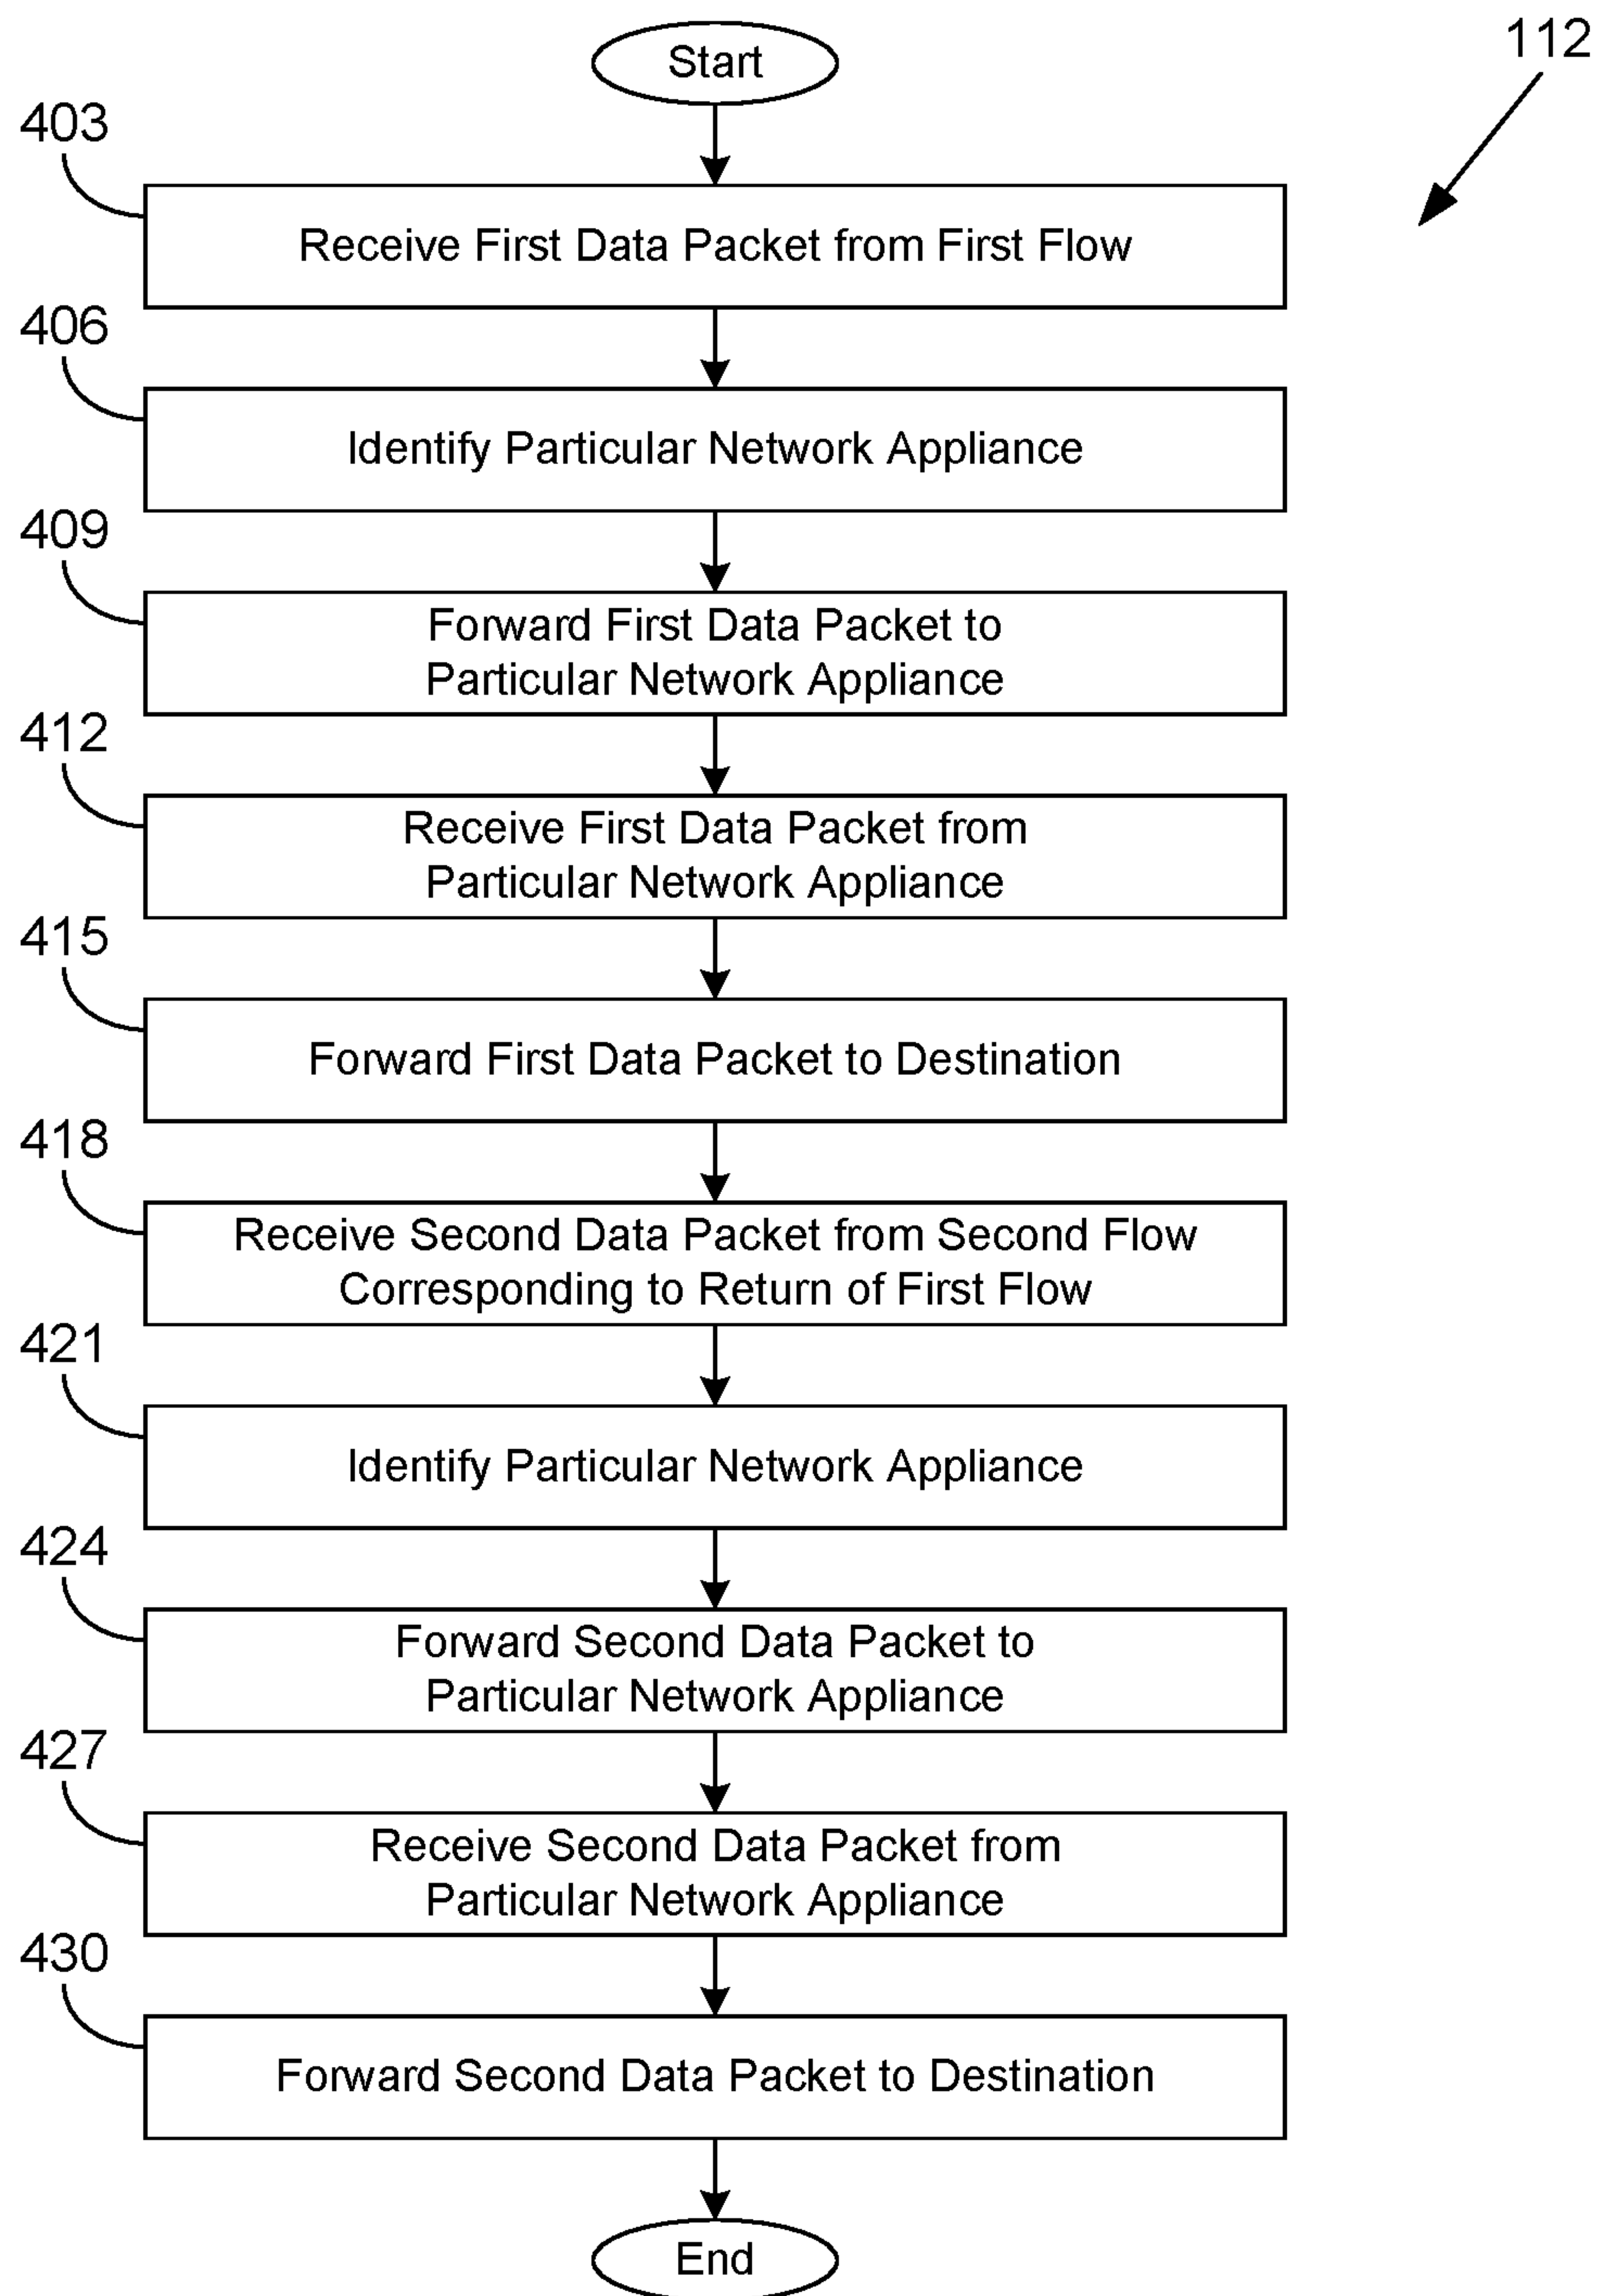 112
Start
403
Receive First Data Packet from First Flow
406
Identify Particular Network Appliance
409
Forward First Data Packet to
Particular Network Appliance
412
Receive First Data Packet from
Particular Network Appliance
415
Forward First Data Packet to Destination
418
Receive Second Data Packet from Second Flow
Corresponding to Return of First Flow
421
Identify Particular Network Appliance
424
Forward Second Data Packet to
Particular Network Appliance
427
Receive Second Data Packet from
Particular Network Appliance
430
Forward Second Data Packet to Destination
End